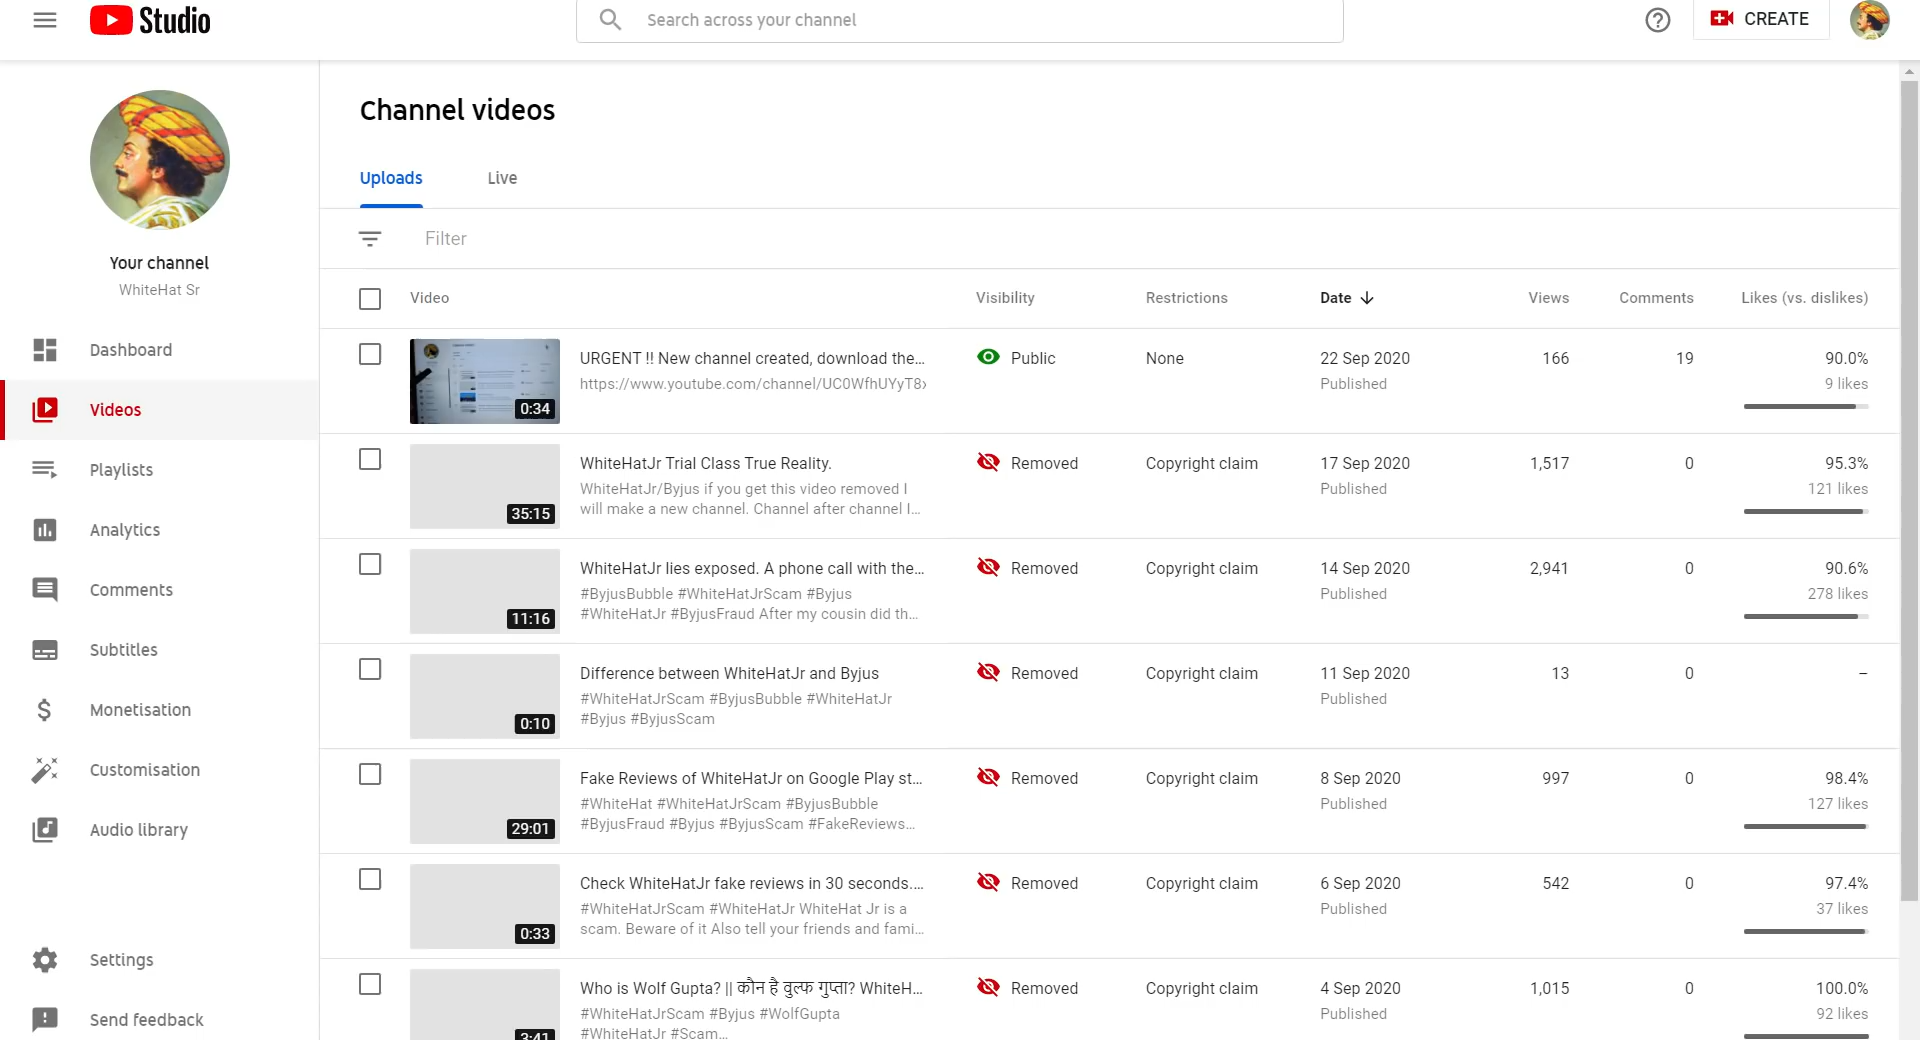 Studio
Search across your channel
CREATE
Your channel
WhiteHat Sr
Dashboard
Videos
Playlists
Analytics
Comments
Subtitles
Monetisation
Customisation
Audio library
Settings
Send feedback
Channel videos
Uploads Live
Filter
Video Visibility Restrictions Date Views Comments Likes (vs. dislikes)
0:34
URGENT !! New channel created, download the...
https://www.youtube.com/channel/UC0WfhUYyT8
Public None 22 Sep 2020 166 19 90.0%
Published 9 likes
35:15
WhiteHatJr Trial Class True Reality.
WhiteHatJr/Byjus if you get this video removed I
will make a new channel. Channel after channel I...
Removed Copyright claim 17 Sep 2020 1,517 0 95.3%
Published 121 likes
11:16
WhiteHatJr lies exposed. A phone call with the...
#ByjusBubble #WhiteHatJrScam #Byjus
#WhiteHatJr #ByjusFraud After my cousin did th...
Removed Copyright claim 14 Sep 2020 2,941 0 90.6%
Published 278 likes
0:10
Difference between WhiteHatJr and Byjus
#WhiteHatJrScam #ByjusBubble #WhiteHatJr
#Byjus #ByjusScam
Removed Copyright claim 11 Sep 2020 13 0 –
Published
29:01
Fake Reviews of WhiteHatJr on Google Play st...
#WhiteHat #WhiteHatJrScam #ByjusBubble
#ByjusFraud #Byjus #ByjusScam #FakeReviews...
Removed Copyright claim 8 Sep 2020 997 0 98.4%
Published 127 likes
0:33
Check WhiteHatJr fake reviews in 30 seconds....
#WhiteHatJrScam #WhiteHatJr WhiteHat Jr is a
scam. Beware of it Also tell your friends and fami...
Removed Copyright claim 6 Sep 2020 542 0 97.4%
Published 37 likes
3:41
Who is Wolf Gupta? || कौन है वुल्फ गुप्ता? WhiteH...
#WhiteHatJrScam #Byjus #WolfGupta
#WhiteHatJr #Scam...
Removed Copyright claim 4 Sep 2020 1,015 0 100.0%
Published 92 likes